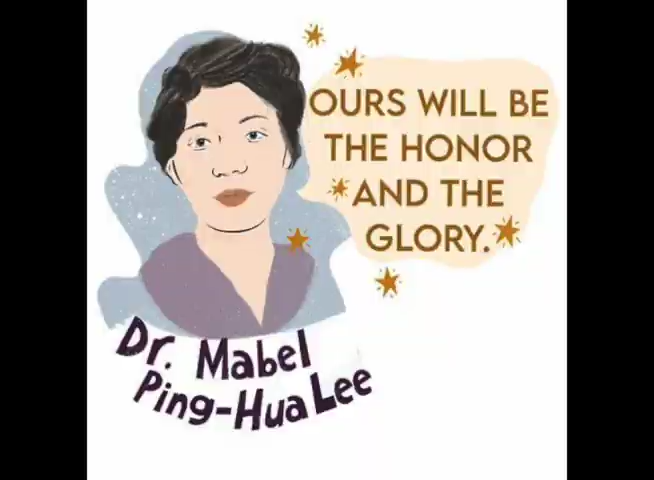 OURS WILL BE
THE HONOR
AND THE
GLORY.
Dr. Mabel
Ping-Hua Lee